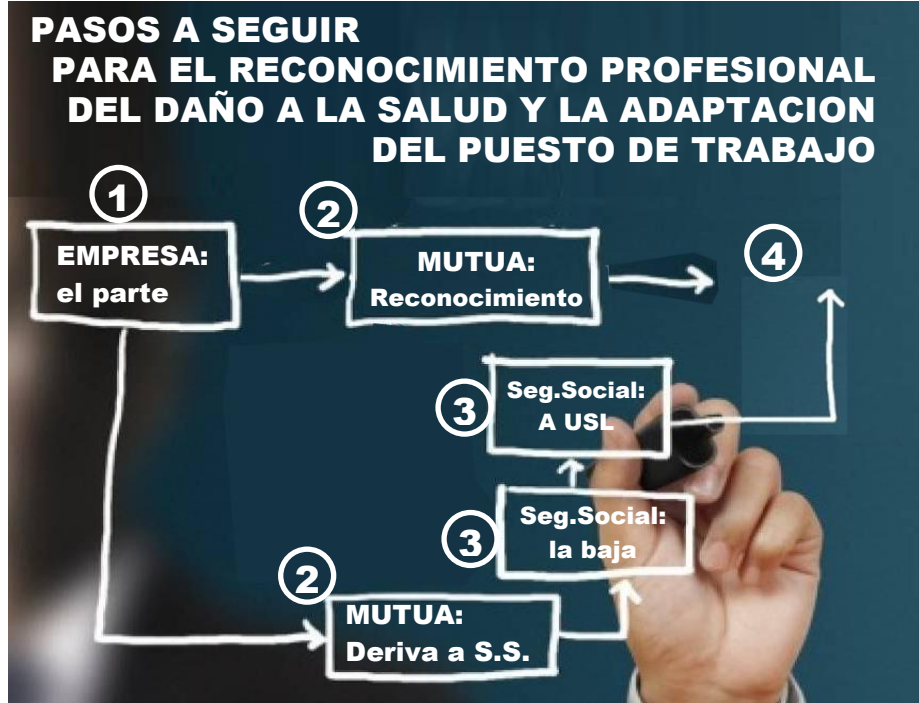 PASOS A SEGUIR
PARA EL RECONOCIMIENTO PROFESIONAL
DEL DAÑO A LA SALUD Y LA ADAPTACION
DEL PUESTO DE TRABAJO
1
EMPRESA:
el parte
2
MUTUA:
Reconocimiento
4
3
Seg.Social:
A USL
3
Seg.Social:
la baja
2
MUTUA:
Deriva a S.S.